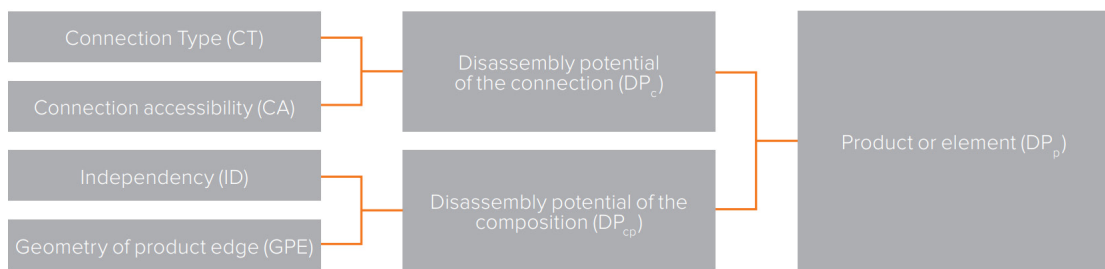 Connection Type (CT)
Connection accessibility (CA)
Independency (ID)
Geometry of product edge (GPE)
Disassembly potential
of the connection (DPc)
Disassembly potential of the
composition (DPcp)
Product or element (DPp)